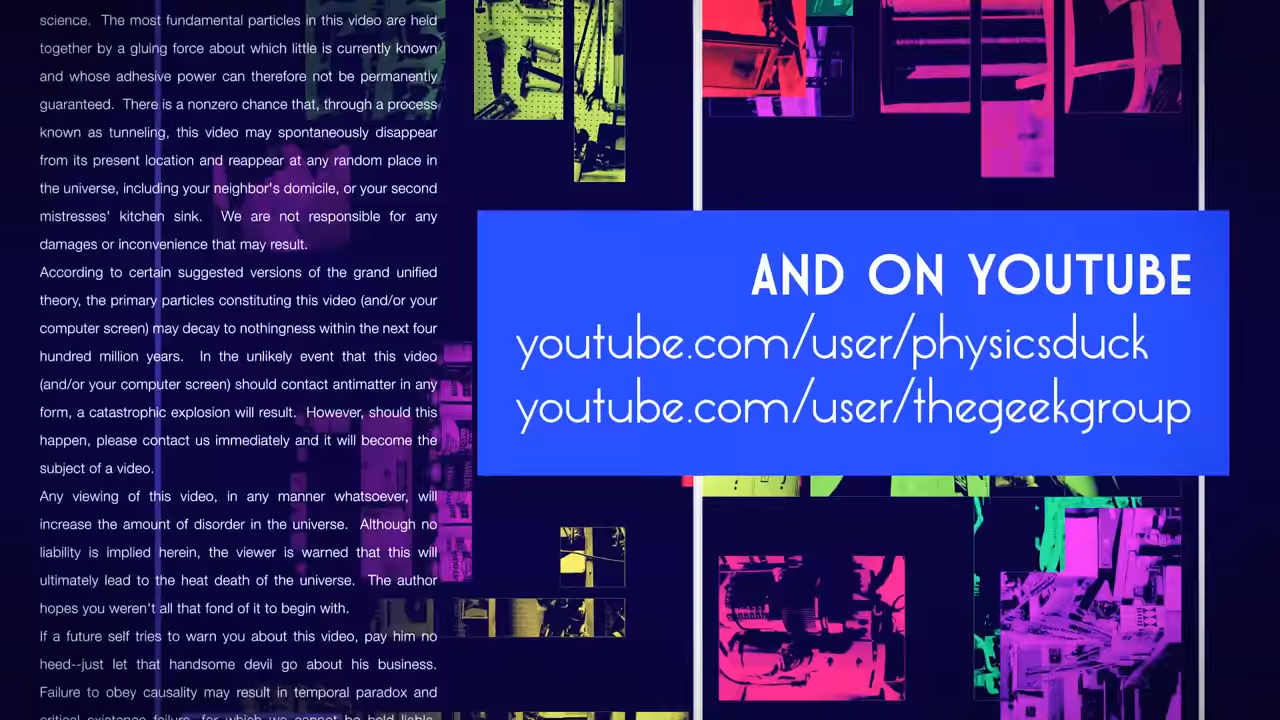 science.  The most fundamental particles in this video are held
together by a gluing force about which little is currently known
and whose adhesive power can therefore not be permanently
guaranteed.  There is a nonzero chance that, through a process
known as tunneling, this video may spontaneously disappear
from its present location and reappear at any random place in
the universe, including your neighbor's domicile, or your second
mistresses' kitchen sink.  We are not responsible for any
damages or inconvenience that may result.
According to certain suggested versions of the grand unified
theory, the primary particles constituting this video (and/or your
computer screen) may decay to nothingness within the next four
hundred million years.  In the unlikely event that this video
(and/or your computer screen) should contact antimatter in any
form, a catastrophic explosion will result.  However, should this
happen, please contact us immediately and it will become the
subject of a video.
Any viewing of this video, in any manner whatsoever, will
increase the amount of disorder in the universe.  Although no
liability is implied herein, the viewer is warned that this will
ultimately lead to the heat death of the universe.  The author
hopes you weren't all that fond of it to begin with.
If a future self tries to warn you about this video, pay him no
heed--just let that handsome devil go about his business.
Failure to obey causality may result in temporal paradox and
critical existence failure, for which we cannot be held liable.
AND ON YOUTUBE
youtube.com/user/physicsduck
youtube.com/user/thegeekgroup